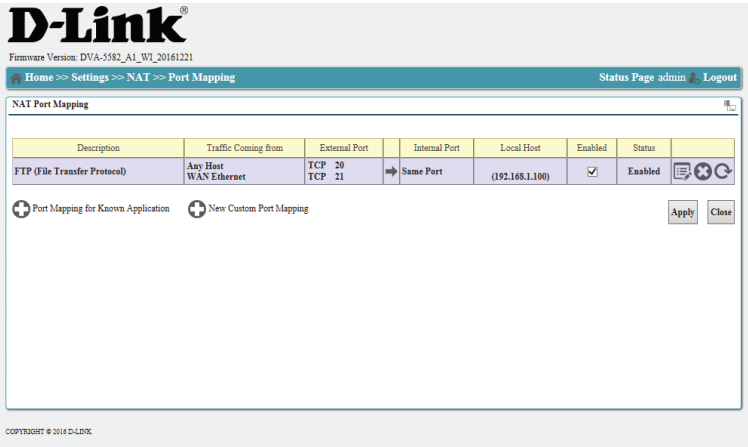 D-Link®
Firmware Version: DVA-5582_A1_WI_20161221
Home >> Settings >> NAT >> Port Mapping Status Page admin Logout
NAT Port Mapping
Description Traffic Coming from External Port Internal Port Local Host Enabled Status
FTP (File Transfer Protocol) Any Host TCP 20 Same Port Enabled
WAN Ethernet TCP 21 (192.168.1.100)
Port Mapping for Known Application New Custom Port Mapping Apply Close
COPYRIGHT © 2016 D-LINK